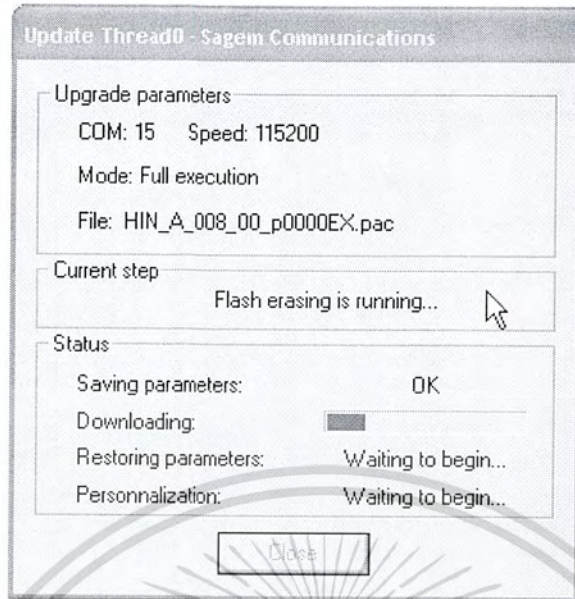 Update Thread0 - Sagem Communications
Upgrade parameters
COM: 15 Speed: 115200
Mode: Full execution
File: HIN_A_008_00_p0000EX.pac
Current step
Flash erasing is running...
Status
Saving parameters: OK
Downloading:
Restoring parameters: Waiting to begin...
Personnalization: Waiting to begin...
Close